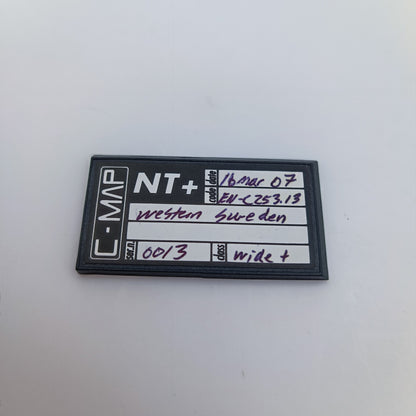 C-MAP
NT+
date 16 mar 07
code EN-C253.13
western Sweden
ser.n. 0013 class wide +